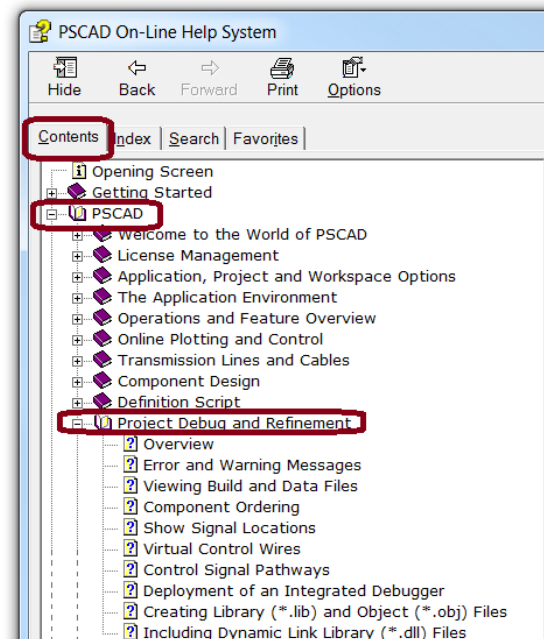 PSCAD On-Line Help System
Hide Back Forward Print Options
Contents Index Search Favorites
Opening Screen
Getting Started
PSCAD
Welcome to the World of PSCAD
License Management
Application, Project and Workspace Options
The Application Environment
Operations and Feature Overview
Online Plotting and Control
Transmission Lines and Cables
Component Design
Definition Script
Project Debug and Refinement
Overview
Error and Warning Messages
Viewing Build and Data Files
Component Ordering
Show Signal Locations
Virtual Control Wires
Control Signal Pathways
Deployment of an Integrated Debugger
Creating Library (*.lib) and Object (*.obj) Files
Including Dynamic Link Library (*.dll) Files